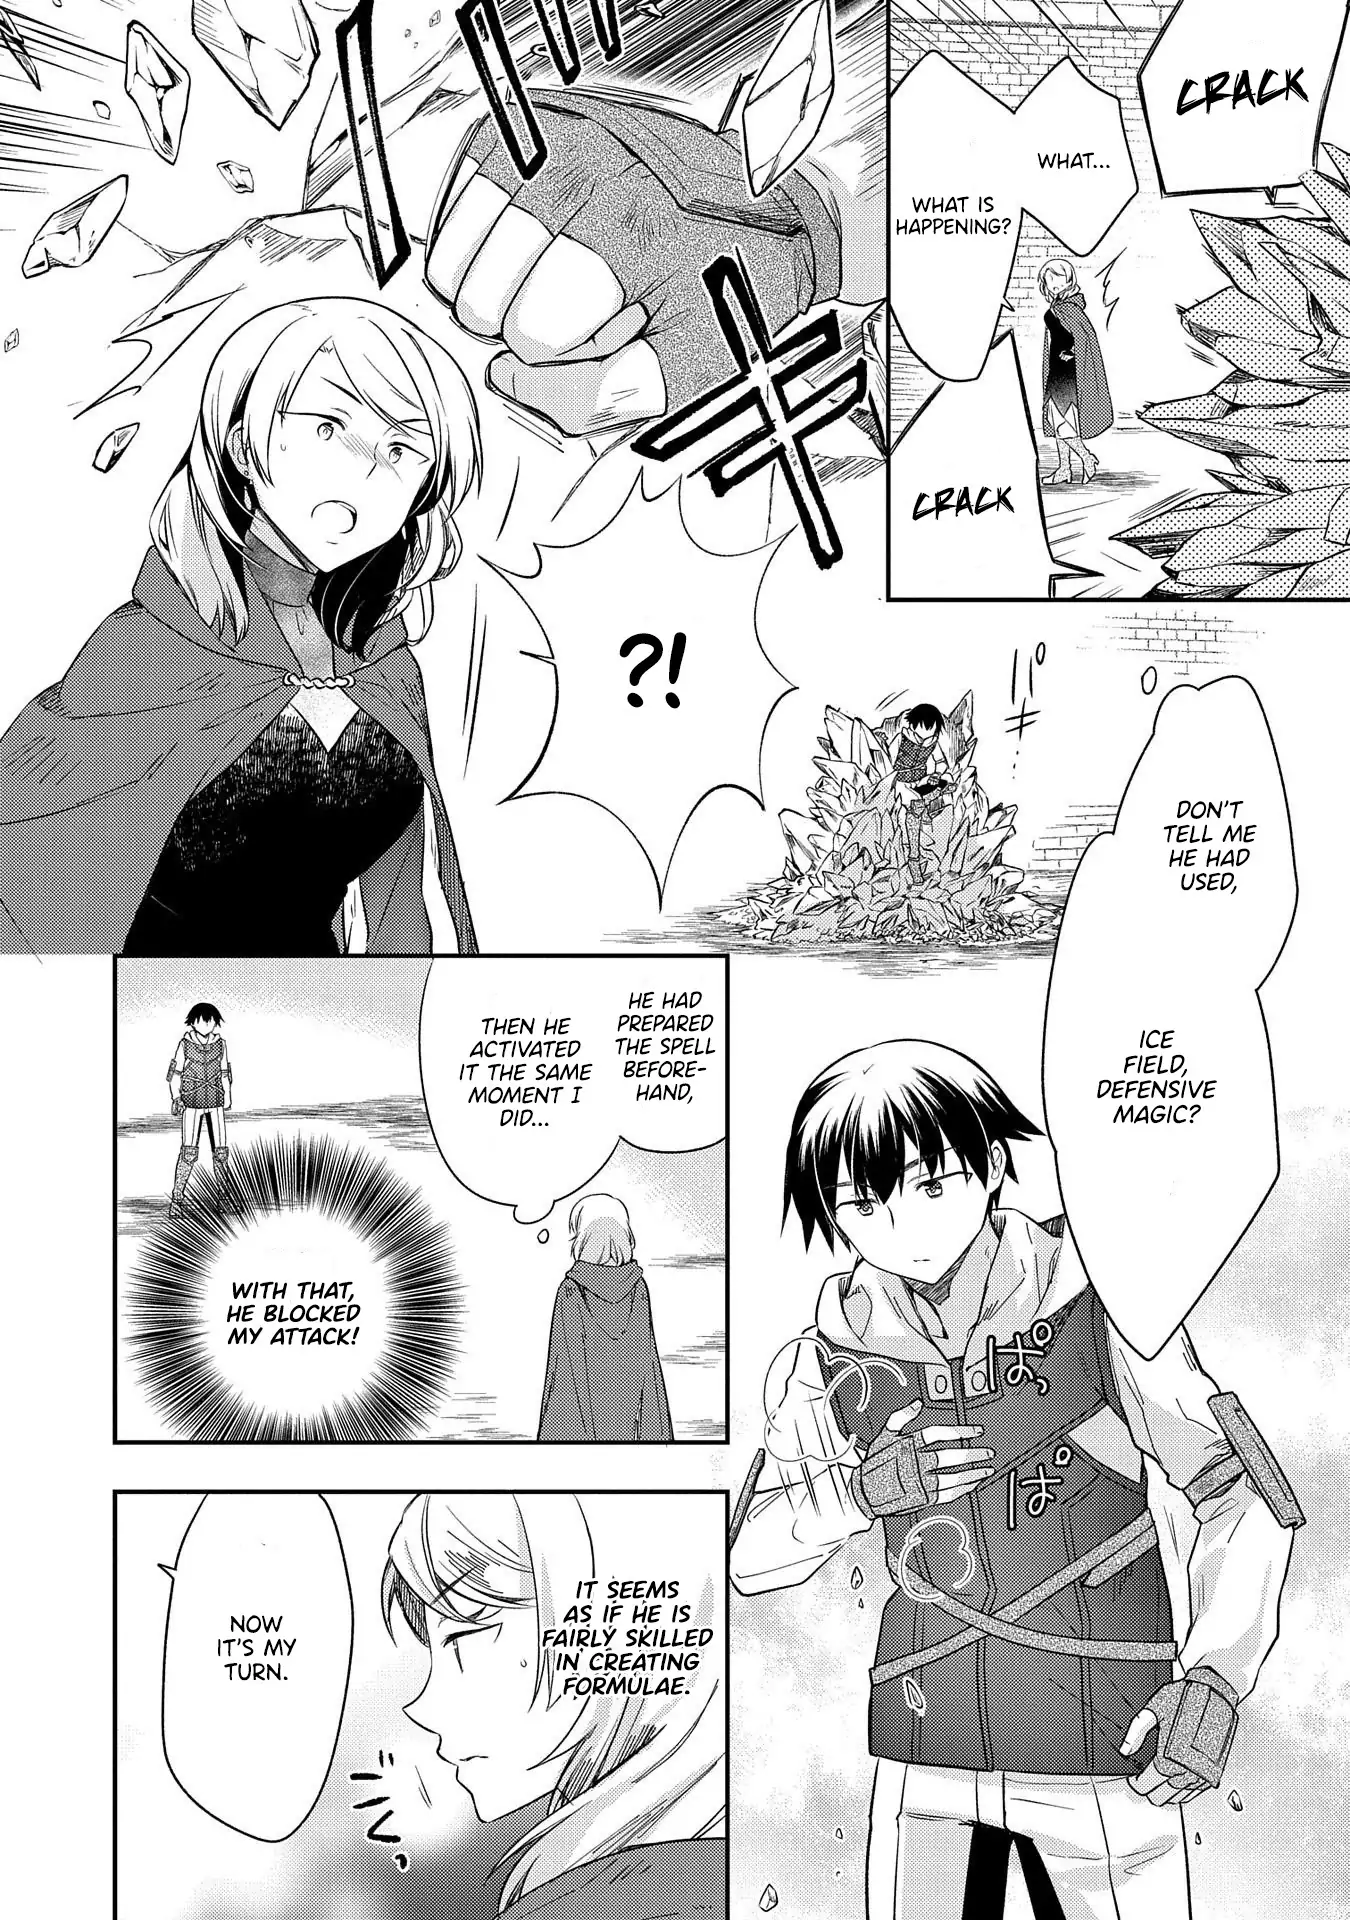 CRACK
WHAT...
WHAT IS
HAPPENING?
CRACK
キ
?!
DON'T
TELL ME
HE HAD
USED,
ICE
FIELD,
DEFENSIVE
MAGIC?
ぱっ
ぱ
HE HAD
PREPARED
THE SPELL
BEFORE-
HAND,
THEN HE
ACTIVATED
IT THE SAME
MOMENT I
DID...
WITH THAT,
HE BLOCKED
MY ATTACK!
IT SEEMS
AS IF HE IS
FAIRLY SKILLED
IN CREATING
FORMULAE.
NOW
IT'S MY
TURN.